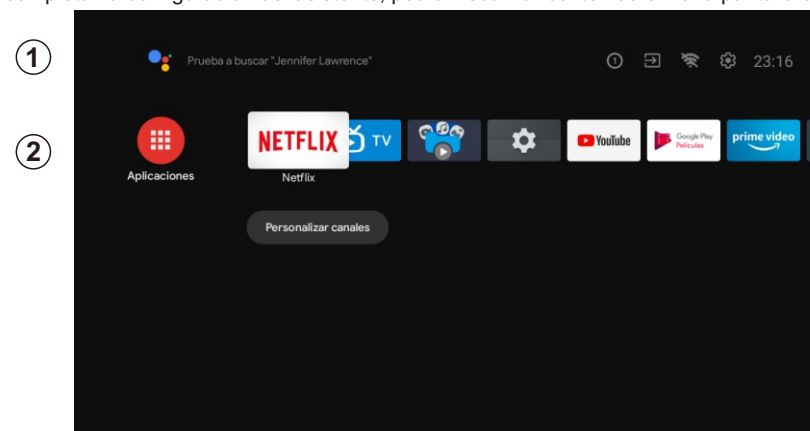 1
Prueba a buscar "Jennifer Lawrence"
1
23:16
2
Aplicaciones
NETFLIX
TV
YouTube
Google Play
Películas
prime video
Netflix
Personalizar canales